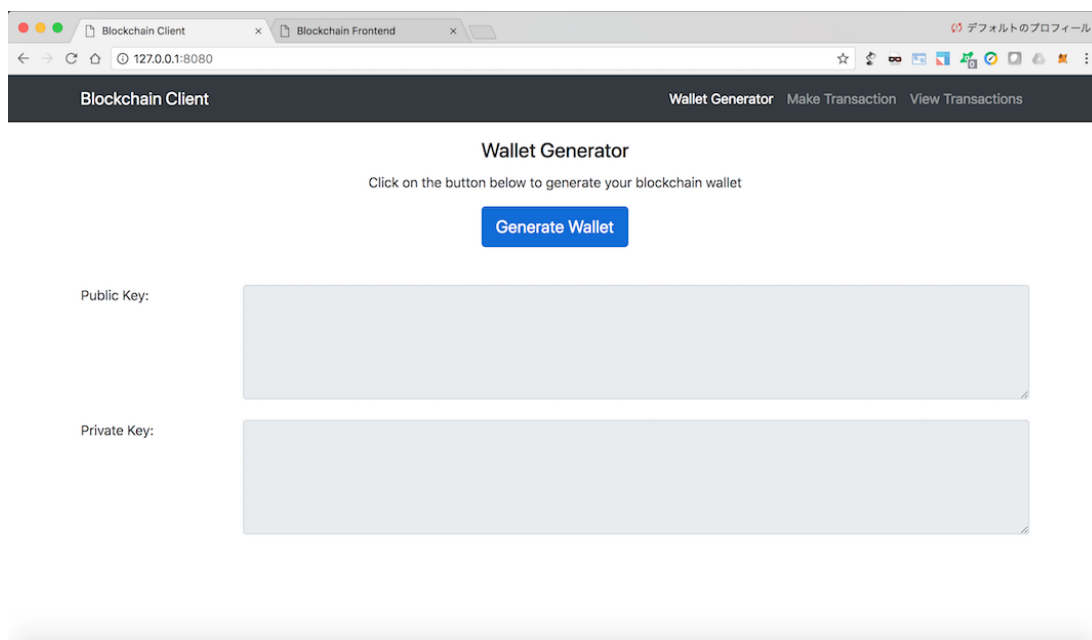 Blockchain Client × Blockchain Frontend × デフォルトのプロフィール
127.0.0.1:8080
Blockchain Client Wallet Generator Make Transaction View Transactions
Wallet Generator
Click on the button below to generate your blockchain wallet
Generate Wallet
Public Key:
Private Key: